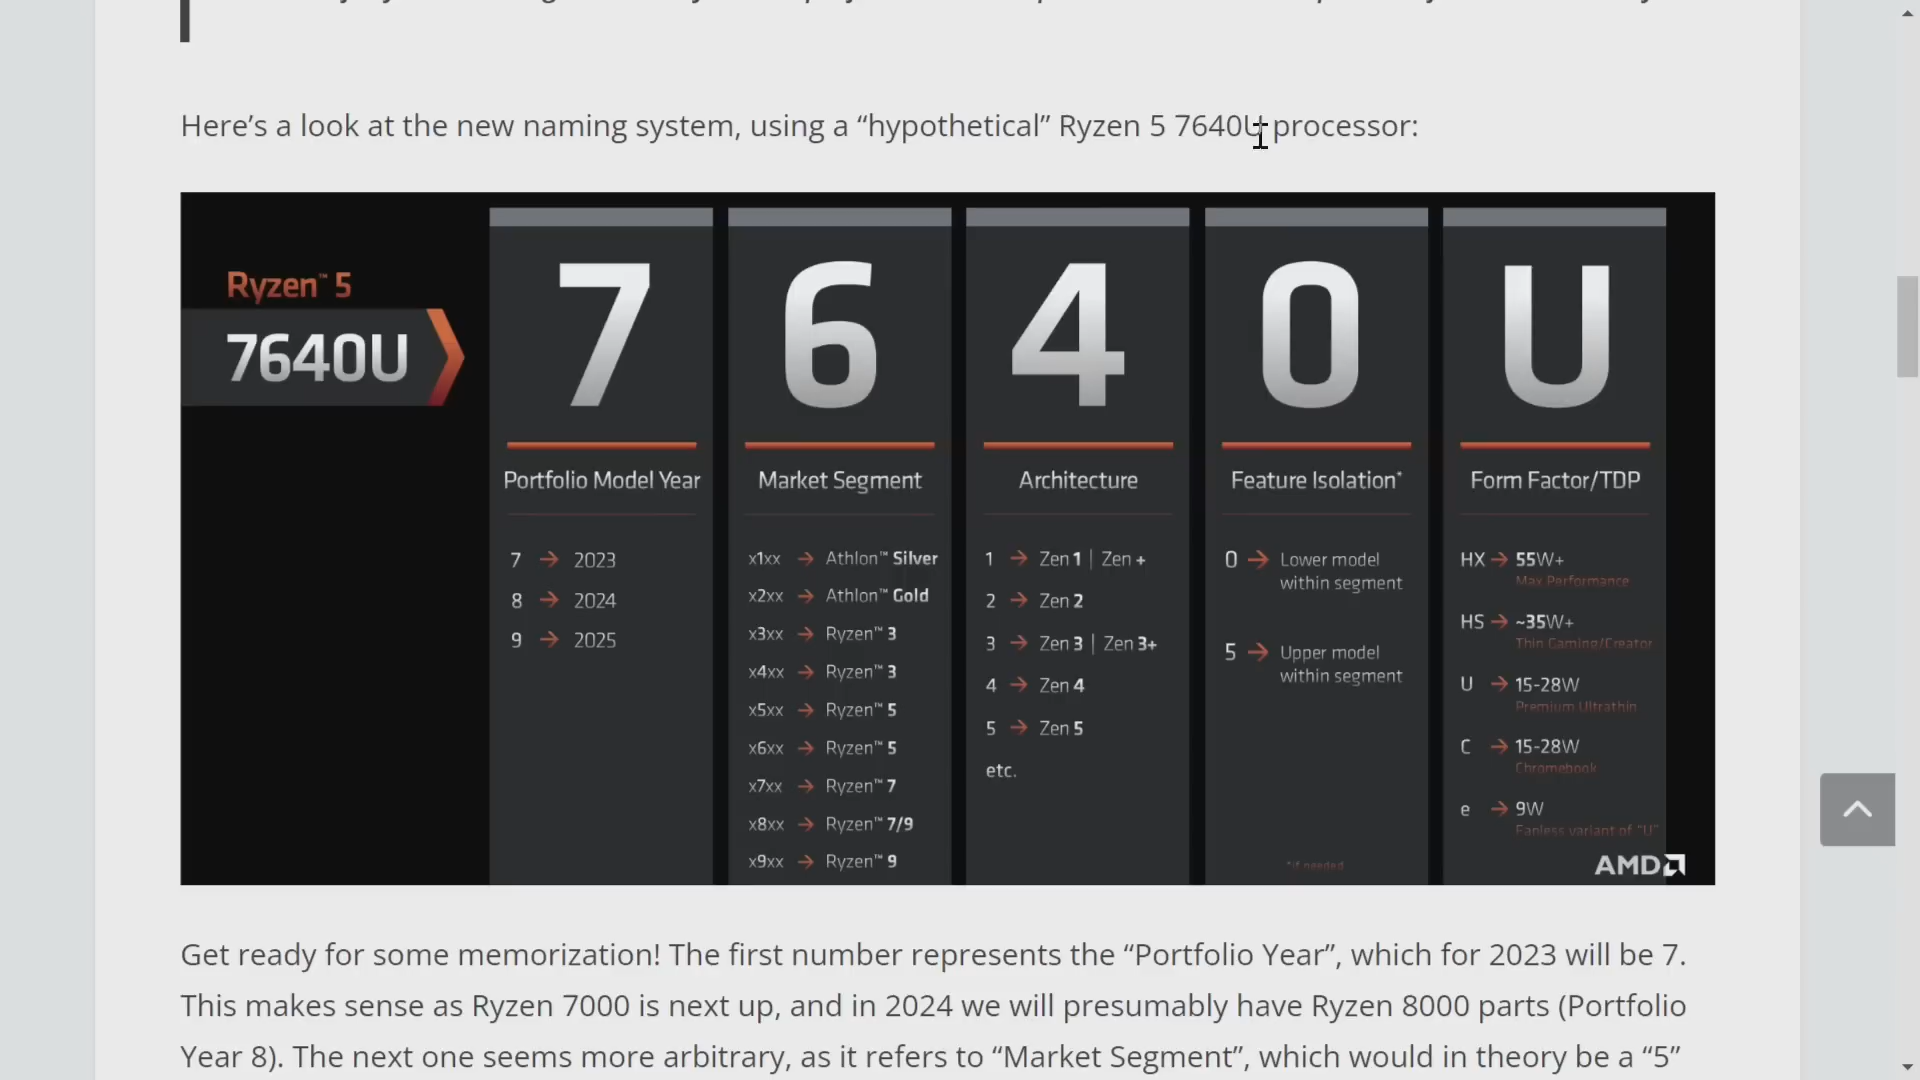 Here’s a look at the new naming system, using a “hypothetical” Ryzen 5 7640U processor:
Ryzen™ 5
7640U
7
Portfolio Model Year
7 → 2023
8 → 2024
9 → 2025
6
Market Segment
x1xx → Athlon™ Silver
x2xx → Athlon™ Gold
x3xx → Ryzen™ 3
x4xx → Ryzen™ 3
x5xx → Ryzen™ 5
x6xx → Ryzen™ 5
x7xx → Ryzen™ 7
x8xx → Ryzen™ 7/9
x9xx → Ryzen™ 9
4
Architecture
1 → Zen 1 | Zen +
2 → Zen 2
3 → Zen 3 | Zen 3+
4 → Zen 4
5 → Zen 5
etc.
0
Feature Isolation*
0 → Lower model
within segment
5 → Upper model
within segment
*if needed
U
Form Factor/TDP
HX → 55W+
Max Performance
HS → ~35W+
Thin Gaming/Creator
U → 15-28W
Premium Ultrathin
C → 15-28W
Chromebook
e → 9W
Fanless variant of "U"
AMD
Get ready for some memorization! The first number represents the “Portfolio Year”, which for 2023 will be 7.
This makes sense as Ryzen 7000 is next up, and in 2024 we will presumably have Ryzen 8000 parts (Portfolio
Year 8). The next one seems more arbitrary, as it refers to “Market Segment”, which would in theory be a “5”